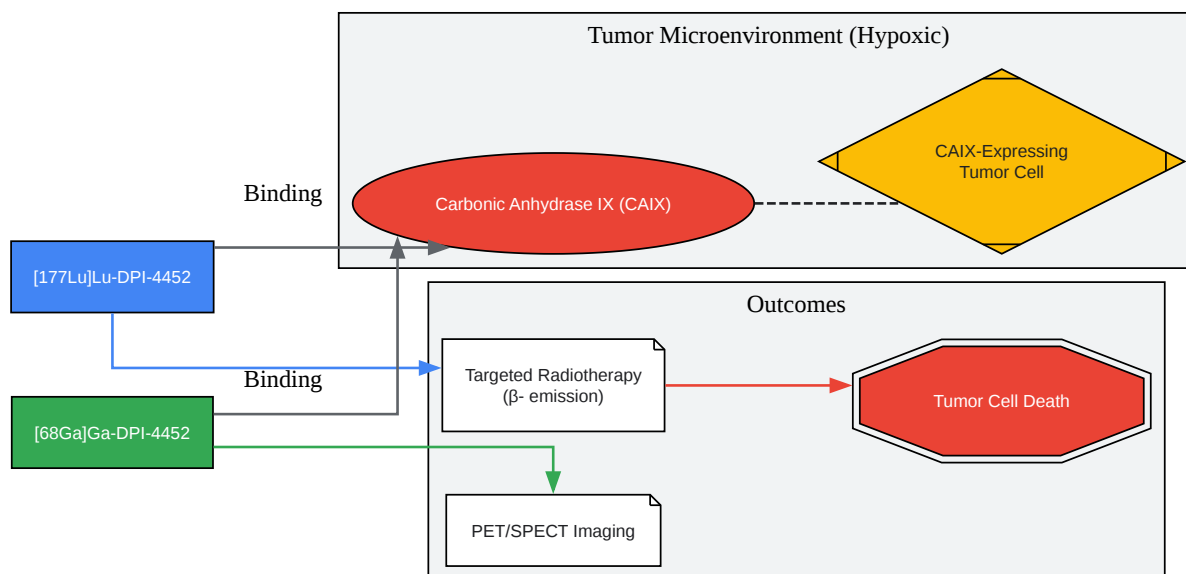 Tumor Microenvironment (Hypoxic)
CAIX-Expressing
Tumor Cell
Carbonic Anhydrase IX (CAIX)
Binding
[177Lu]Lu-DPI-4452
Outcomes
Targeted Radiotherapy
(β- emission)
Tumor Cell Death
Binding
[68Ga]Ga-DPI-4452
PET/SPECT Imaging